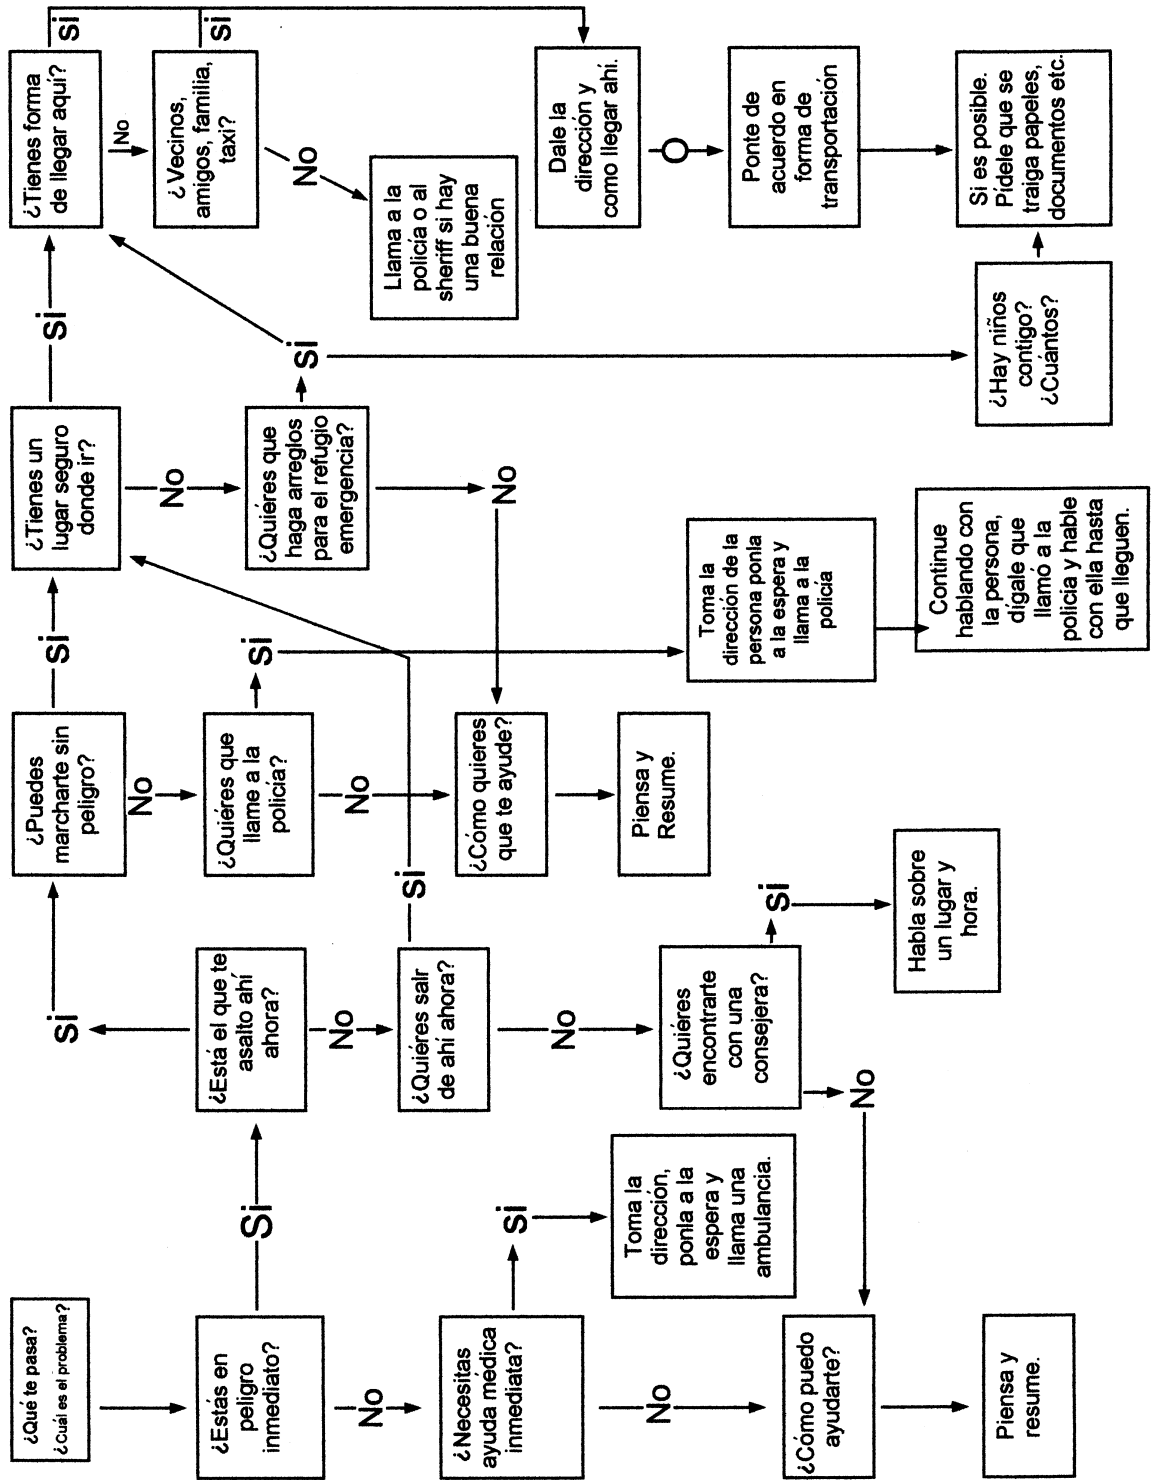 ¿Qué te pasa?
¿Cuál es el problema?
¿Estás en
peligro
inmediato?
Si
No
¿Necesitas
ayuda médica
inmediata?
Si
No
Toma la
dirección,
ponla a la
espera y
llama una
ambulancia.
¿Cómo puedo
ayudarte?
Piensa y
resume.
¿Está el que te
asalto ahí
ahora?
Si
No
¿Quiéres salir
de ahí ahora?
Si
No
¿Quiéres
encontrarte
con una
consejera?
Si
No
Habla sobre
un lugar y
hora.
¿Puedes
marcharte sin
peligro?
Si
No
¿Quiéres que
llame a la
policía?
Si
No
¿Cómo quieres
que te ayude?
Piensa y
Resume.
Toma la
dirección de la
persona ponla
a la espera y
llama a la
policía
Continue
hablando con
la persona,
dígale que
llamó a la
policia y hable
con ella hasta
que lleguen.
¿Tienes un
lugar seguro
donde ir?
Si
No
¿Quiéres que
haga arreglos
para el refugio
emergencia?
Si
No
¿Tienes forma
de llegar aquí?
Si
No
¿Vecinos,
amigos, familia,
taxi?
Si
No
Llama a la
policía o al
sheriff si hay
una buena
relación
Dale la
dirección y
como llegar ahí.
O
Ponte de
acuerdo en
forma de
transportación
¿Hay niños
contigo?
¿Cuántos?
Si es posible.
Pídele que se
traiga papeles,
documentos etc.